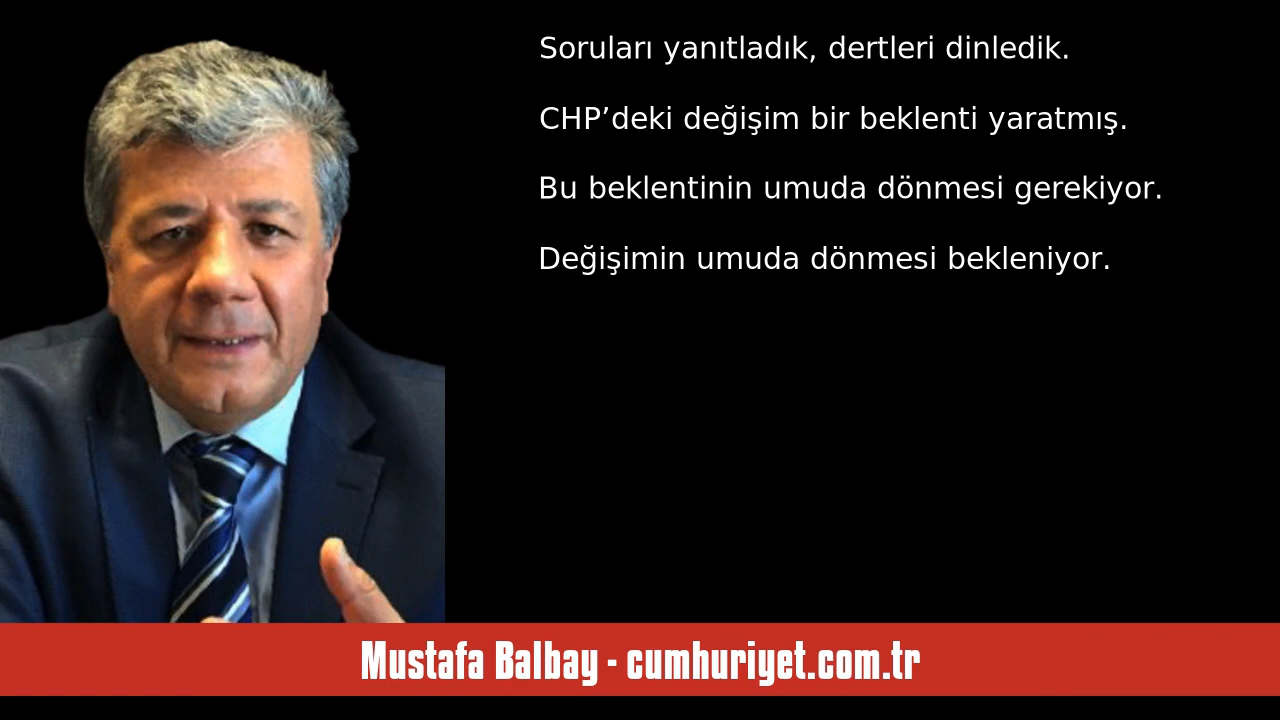 Soruları yanıtladık, dertleri dinledik.
CHP’deki değişim bir beklenti yaratmış.
Bu beklentinin umuda dönmesi gerekiyor.
Değişimin umuda dönmesi bekleniyor.
Mustafa Balbay - cumhuriyet.com.tr